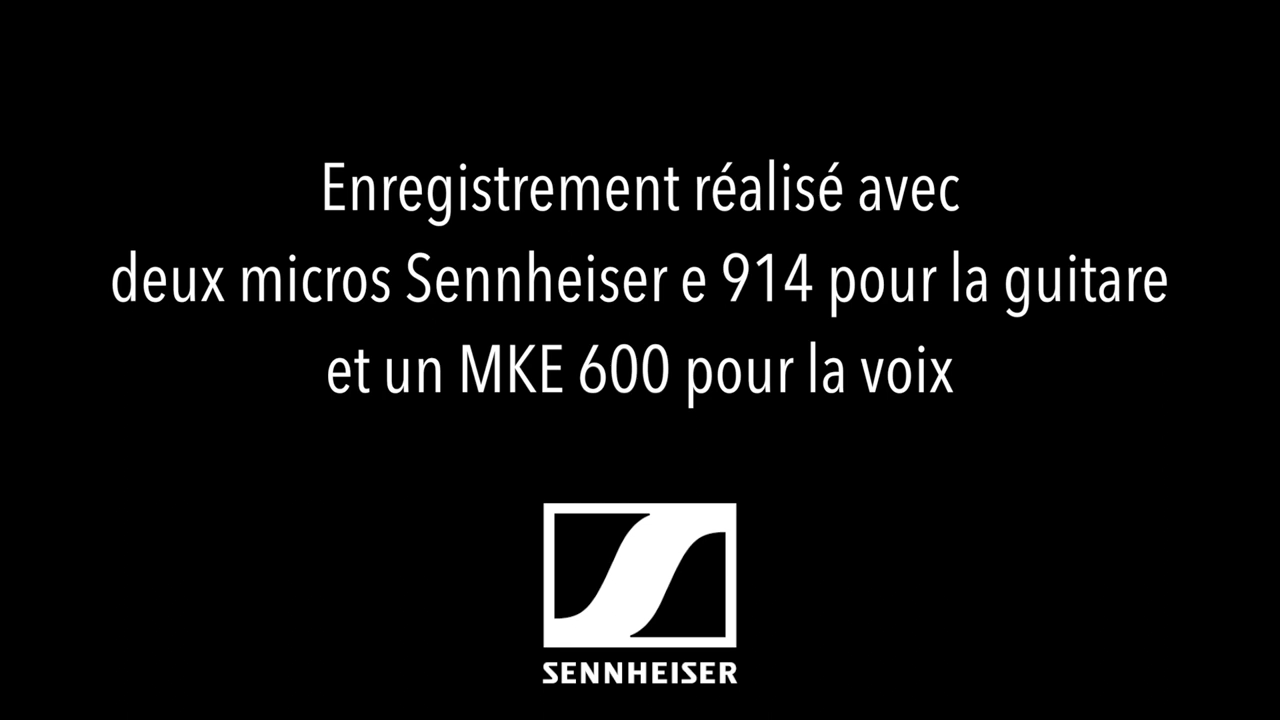 Enregistrement réalisé avec
deux micros Sennheiser e 914 pour la guitare
et un MKE 600 pour la voix
SENNHEISER